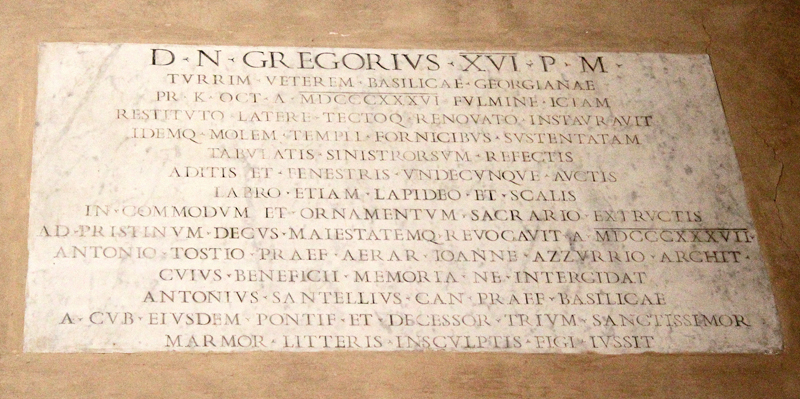 D · N · GREGORIVS · XVI · P · M ·
TVRRIM · VETEREM · BASILICAE · GEORGIANAE
PR · K · OCT · A · MDCCCXXXVI · FVLMINE · ICTAM
RESTITVTO · LATERE · TECTOQ · RENOVATO · INSTAVRAVIT
IDEMQ · MOLEM · TEMPLI · FORNICIBVS · SVSTENTATAM
TABVLATIS · SINISTRORSVM · REFECTIS
ADITIS · ET · FENESTRIS · VNDECVNQVE · AVCTIS
LABRO · ETIAM · LAPIDEO · ET · SCALIS
IN · COMMODVM · ET · ORNAMENTVM · SACRARIO · EXTRVCTIS
AD · PRISTINVM · DECVS · MAIESTATEMQ · REVOCAVIT · A · MDCCCXXXVII ·
ANTONIO · TOSTIO · PRAEF · AERAR · IOANNE · AZZVRRIO · ARCHIT ·
CVIVS · BENEFICII · MEMORIA · NE · INTERCIDAT
ANTONIVS · SANTELLIVS · CAN · PRAEF · BASILICAE
A · CVB · EIVSDEM · PONTIF · ET · DECESSOR · TRIVM · SANCTISSIMOR
MARMOR · LITTERIS · INSCVLPTIS · FIGI · IVSSIT